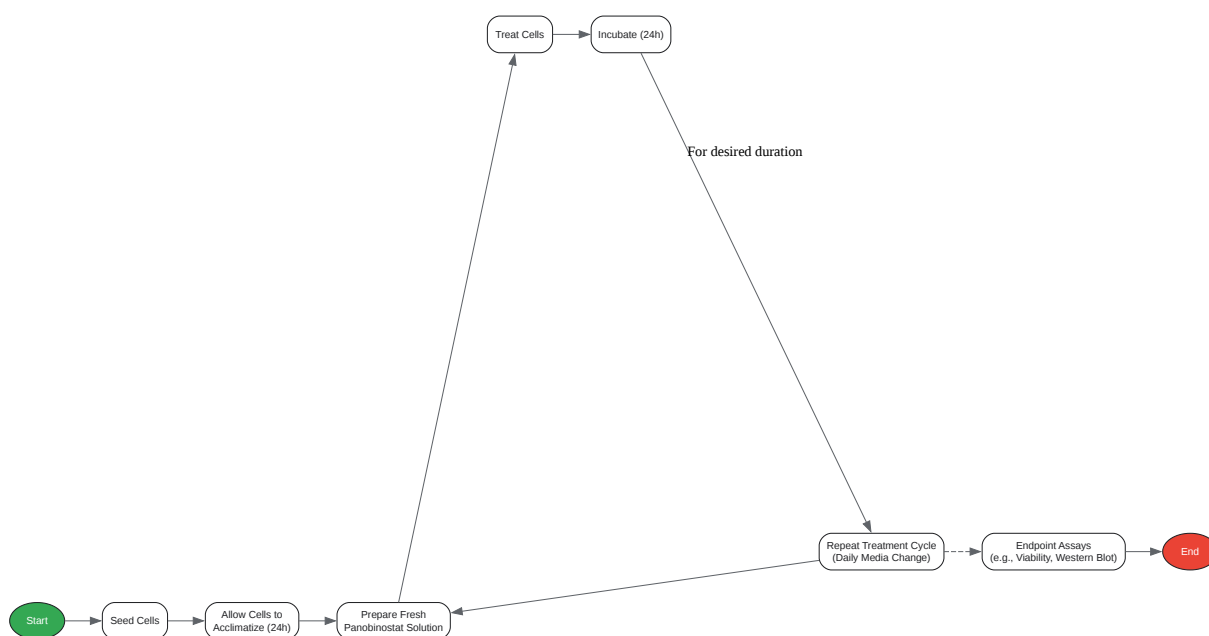 Treat Cells
Incubate (24h)
For desired duration
Repeat Treatment Cycle
(Daily Media Change)
Endpoint Assays
(e.g., Viability, Western Blot)
End
Start
Seed Cells
Allow Cells to
Acclimatize (24h)
Prepare Fresh
Panobinostat Solution